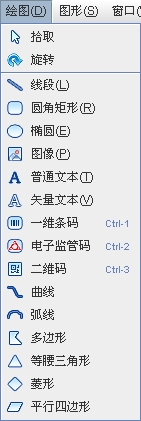 绘图(D) 图形(S) 窗口(
拾取
旋转
线段(L)
圆角矩形(R)
椭圆(E)
图像(P)
普通文本(T)
矢量文本(V)
一维条码 Ctrl-1
电子监管码 Ctrl-2
二维码 Ctrl-3
曲线
弧线
多边形
等腰三角形
菱形
平行四边形